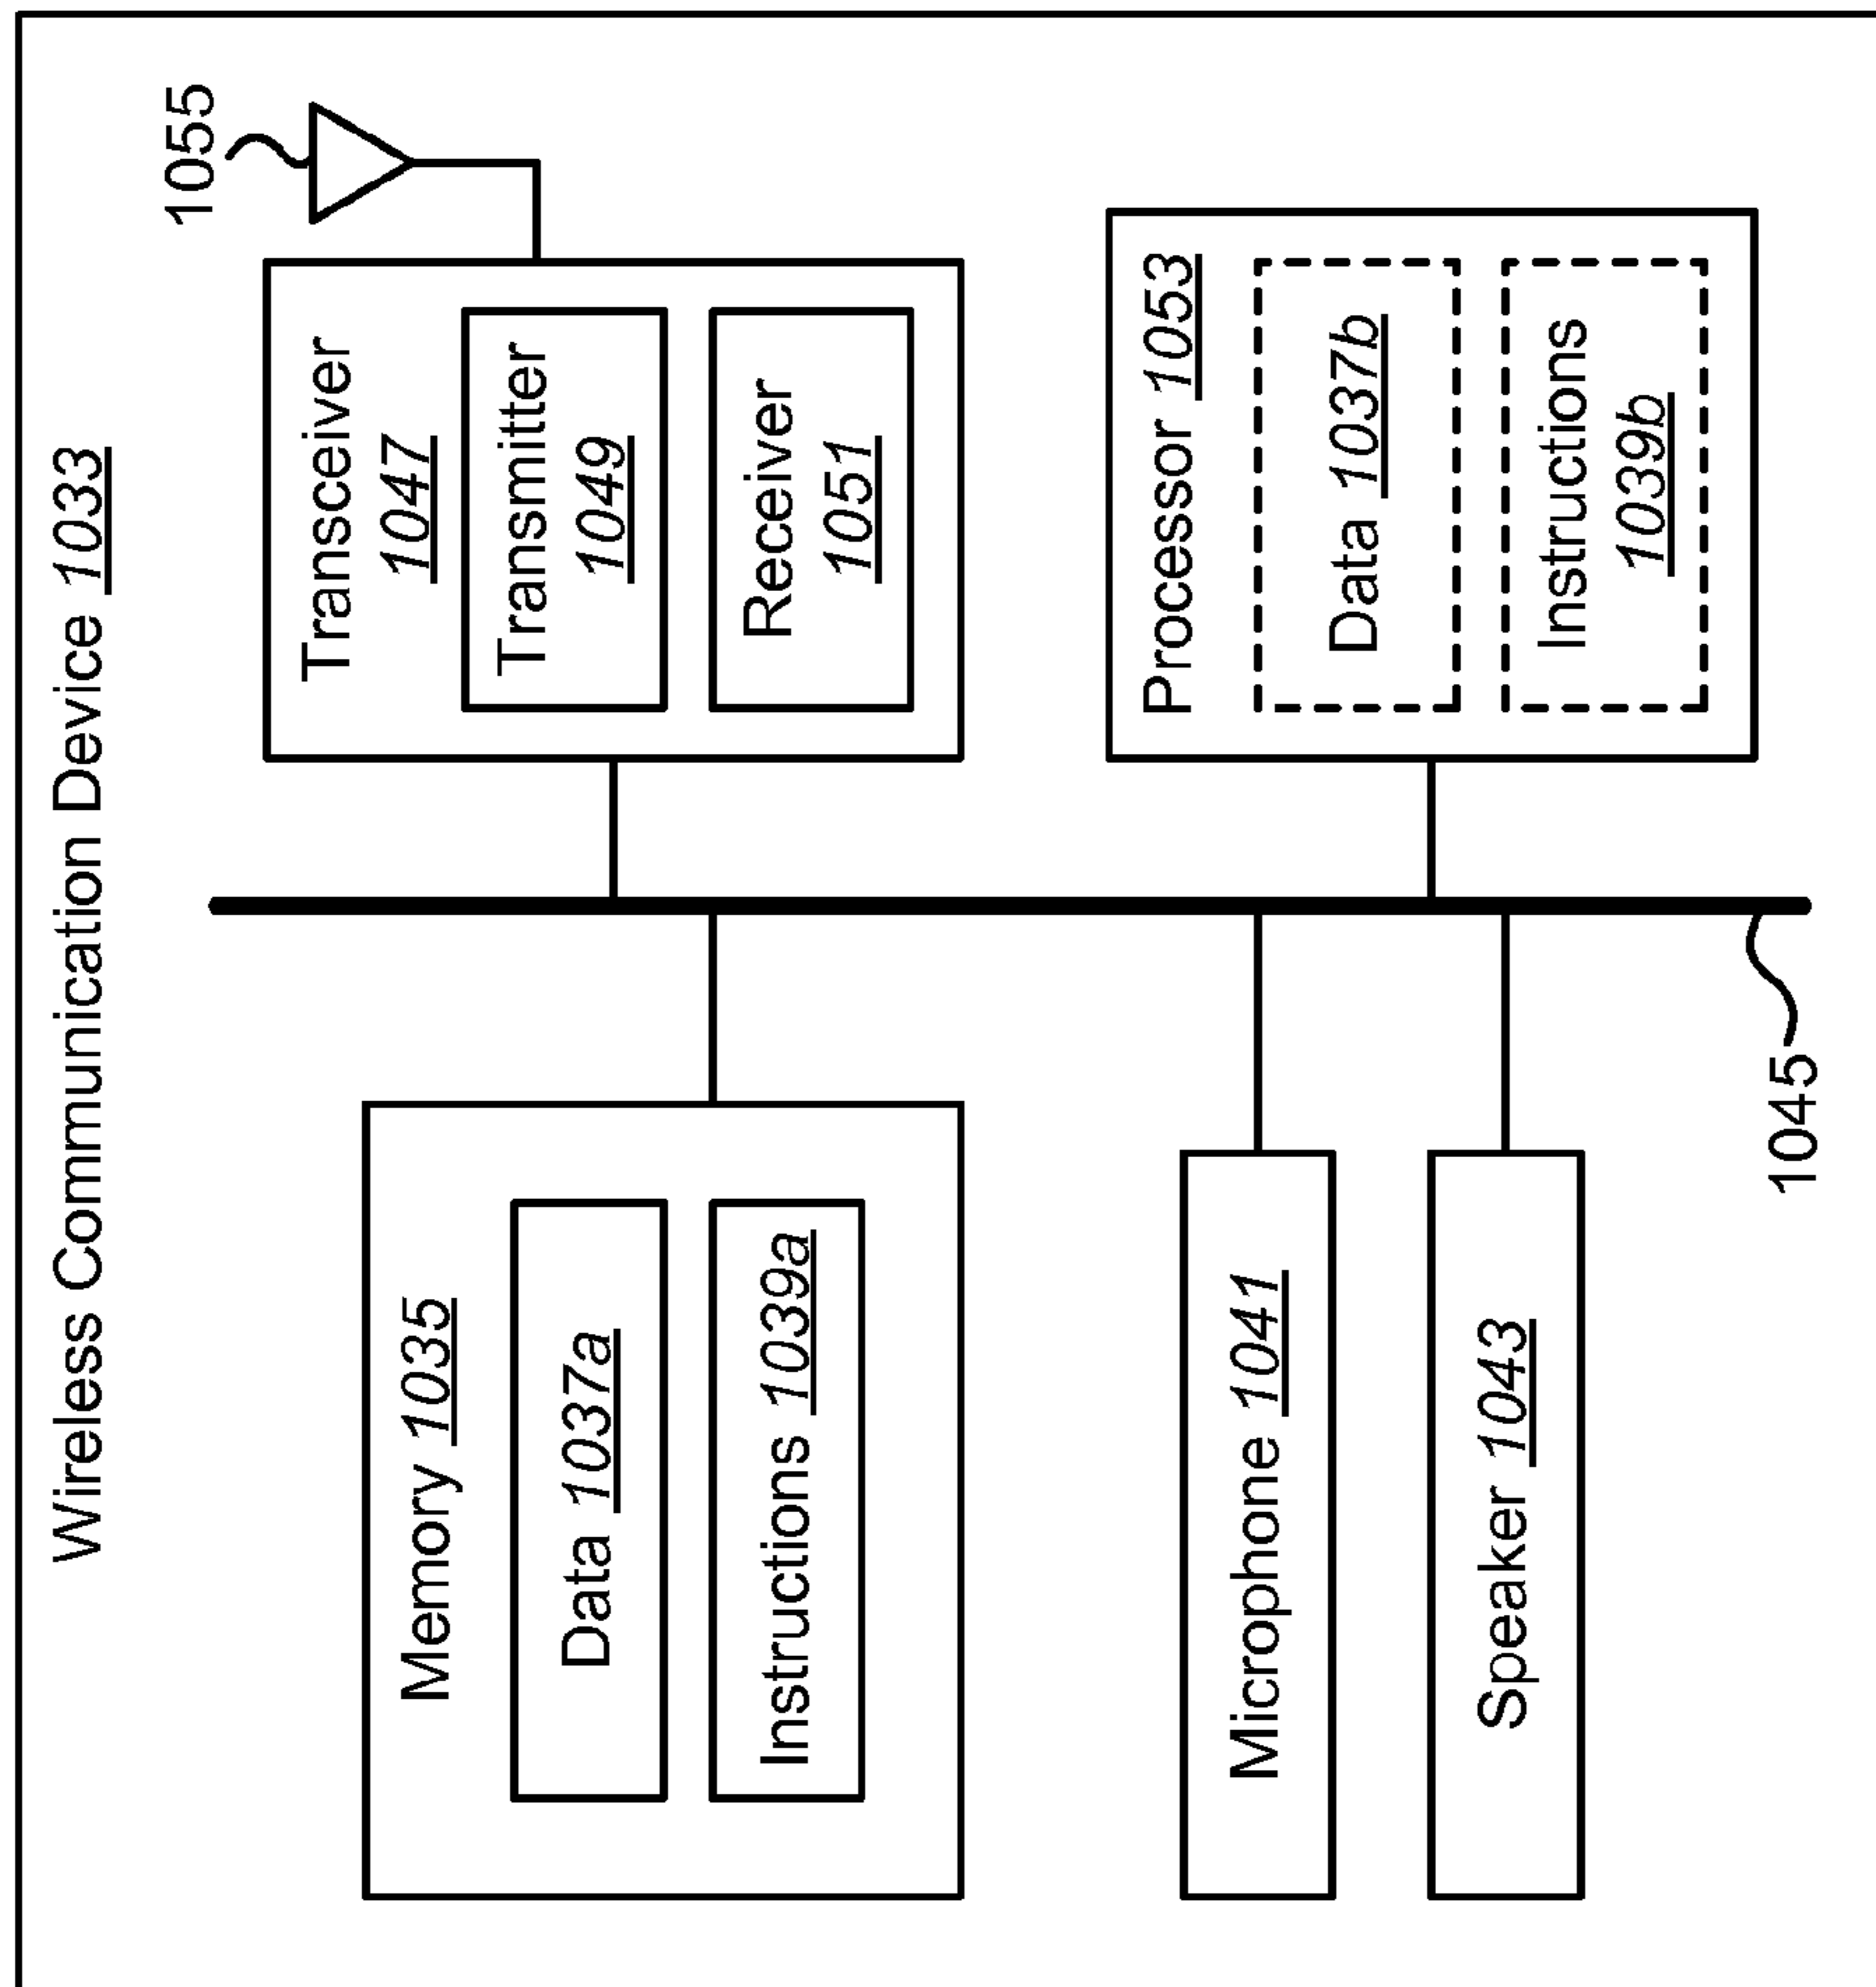 Wireless Communication Device 1033
Memory 1035
Data 1037a
Instructions 1039a
Microphone 1041
Speaker 1043
1045
1055
Transceiver
1047
Transmitter
1049
Receiver
1051
Processor 1053
Data 1037b
Instructions
1039b